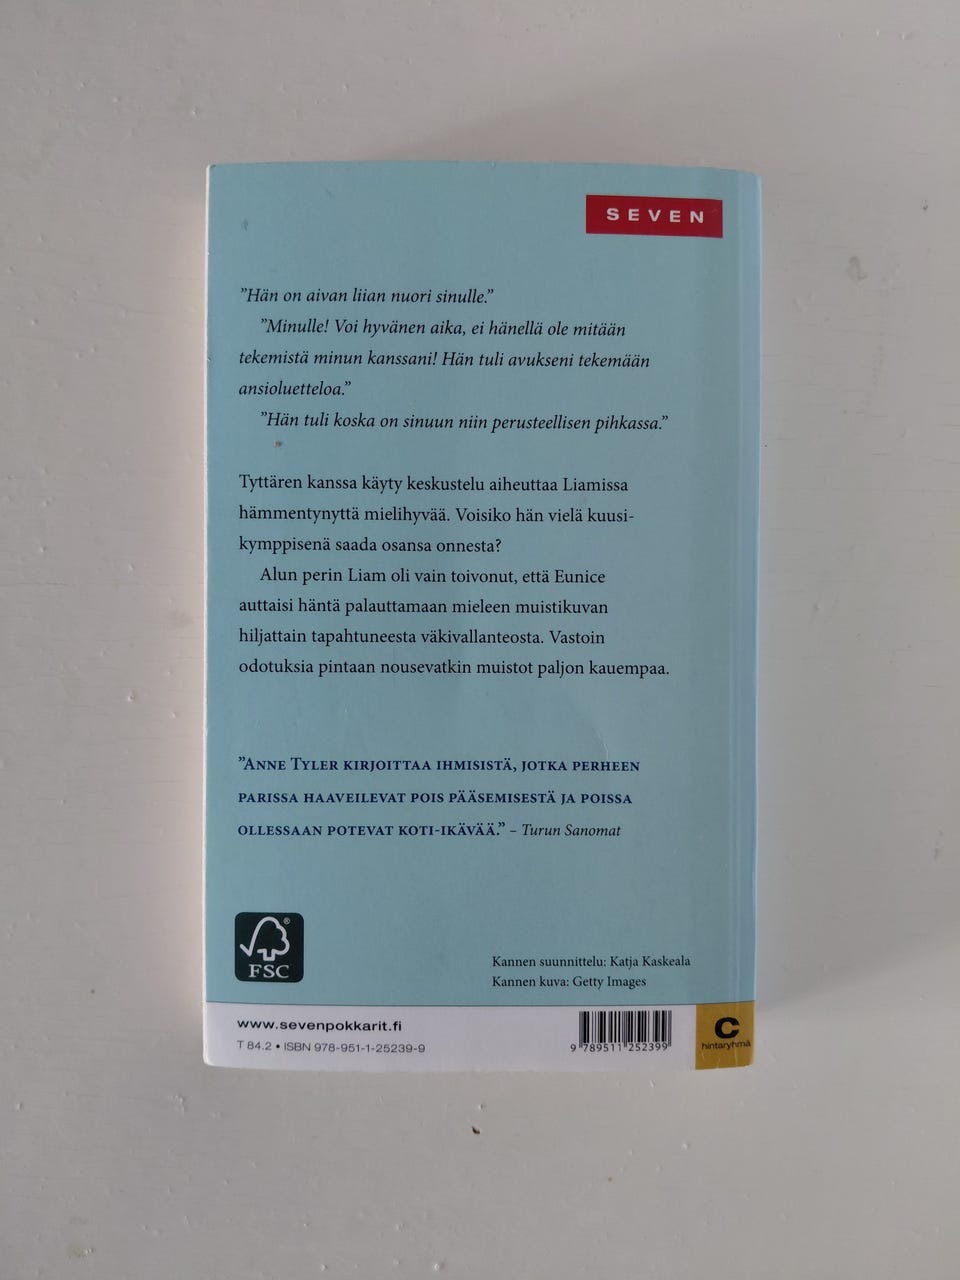 SEVEN
”Hän on aivan liian nuori sinulle.”
”Minulle! Voi hyvänen aika, ei hänellä ole mitään
tekemistä minun kanssani! Hän tuli avukseni tekemään
ansioluetteloa.”
”Hän tuli koska on sinuun niin perusteellisen pihkassa.”
Tyttären kanssa käyty keskustelu aiheuttaa Liamissa
hämmentynyttä mielihyvää. Voisiko hän vielä kuusi-
kymppisenä saada osansa onnesta?
Alun perin Liam oli vain toivonut, että Eunice
auttaisi häntä palauttamaan mieleen muistikuvan
hiljattain tapahtuneesta väkivallanteosta. Vastoin
odotuksia pintaan nousevatkin muistot paljon kauempaa.
”Anne Tyler kirjoittaa ihmisistä, jotka perheen
parissa haaveilevat pois pääsemisestä ja poissa
ollessaan potevat koti-ikävää.” – Turun Sanomat
®
FSC
Kannen suunnittelu: Katja Kaskeala
Kannen kuva: Getty Images
www.sevenpokkarit.fi
T 84.2 • ISBN 978-951-1-25239-9
9 789511 252399
C
hintaryhmä